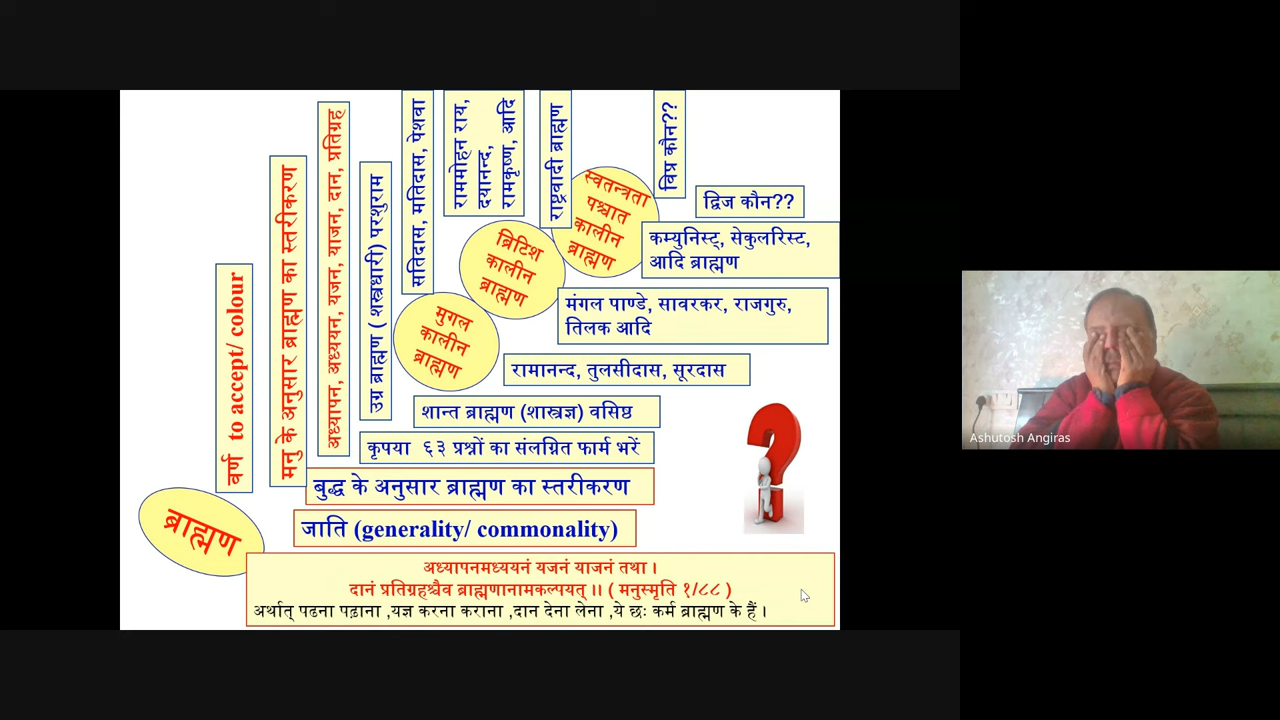 वर्ण to accept/ colour
मनु के अनुसार ब्राह्मण का स्तरीकरण
अध्यापन, अध्ययन, यजन, याजन, दान, प्रतिग्रह
उग्र ब्राह्मण ( शस्त्रधारी) परशुराम
सतिदास, मतिदास, पेशवा
राममोहन राय,
दयानन्द,
रामकृष्ण, आदि
राष्ट्रवादी ब्राह्मण
विप्र कौन??
स्वतन्त्रता
पश्चात
कालीन
ब्राह्मण
द्विज कौन??
कम्युनिस्ट्, सेकुलरिस्ट,
आदि ब्राह्मण
ब्रिटिश
कालीन
ब्राह्मण
मंगल पाण्डे, सावरकर, राजगुरु,
तिलक आदि
मुगल
कालीन
ब्राह्मण
रामानन्द, तुलसीदास, सूरदास
शान्त ब्राह्मण (शास्त्रज्ञ) वसिष्ठ
कृपया ६३ प्रश्नों का संलग्नित फार्म भरें
बुद्ध के अनुसार ब्राह्मण का स्तरीकरण
ब्राह्मण
जाति (generality/ commonality)
अध्यापनमध्ययनं यजनं याजनं तथा ।
दानं प्रतिग्रहश्चैव ब्राह्मणानामकल्पयत् ।। ( मनुस्मृति १/८८ )
अर्थात् पढना पढ़ाना ,यज्ञ करना कराना ,दान देना लेना ,ये छः कर्म ब्राह्मण के हैं ।
Ashutosh Angiras